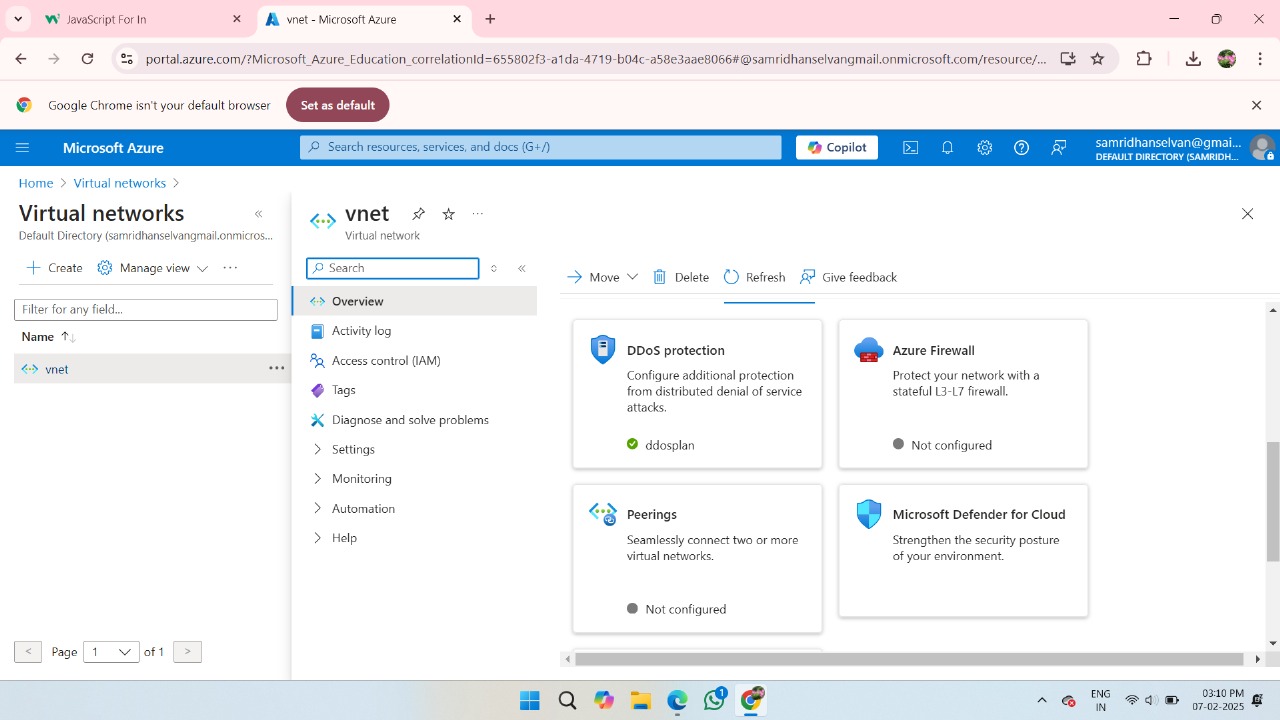 JavaScript For In
vnet - Microsoft Azure
portal.azure.com/?Microsoft_Azure_Education_correlationId=655892f3-a1da-4719-b04c-a58e3aae8066#@samridhanselvangmail.onmicrosoft.com/resource/...
Google Chrome isn't your default browser
Set as default
Microsoft Azure
Search resources, services, and docs (G+/)
Copilot
samridhanselvan@gmai...
DEFAULT DIRECTORY (SAMRIDH...
Home > Virtual networks >
Virtual networks
Default Directory (samridhanselvangmail.onmicros...
Create
Manage view
Filter for any field...
Name
vnet
Page 1 of 1
vnet
Virtual network
Search
Overview
Activity log
Access control (IAM)
Tags
Diagnose and solve problems
Settings
Monitoring
Automation
Help
Move
Delete
Refresh
Give feedback
DDoS protection
Configure additional protection
from distributed denial of service
attacks.
ddosplan
Azure Firewall
Protect your network with a
stateful L3-L7 firewall.
Not configured
Peerings
Seamlessly connect two or more
virtual networks.
Not configured
Microsoft Defender for Cloud
Strengthen the security posture
of your environment.
1
ENG
IN
03:10 PM
07-02-2025